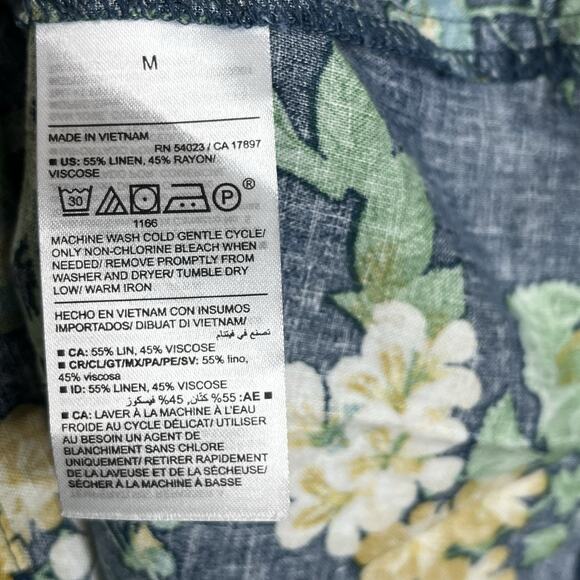 M
MADE IN VIETNAM
RN 54023 / CA 17897
■ US: 55% LINEN, 45% RAYON/
VISCOSE
30 P ®
1166
MACHINE WASH COLD GENTLE CYCLE/
ONLY NON-CHLORINE BLEACH WHEN
NEEDED/ REMOVE PROMPTLY FROM
WASHER AND DRYER/ TUMBLE DRY
LOW/ WARM IRON
HECHO EN VIETNAM CON INSUMOS
IMPORTADOS/ DIBUAT DI VIETNAM/
تصنع في فيتنام
■ CA: 55% LIN, 45% VISCOSE
■ CR/CL/GT/MX/PA/PE/SV: 55% lino,
45% viscosa
■ ID: 55% LINEN, 45% VISCOSE
■ AE: 55% كتّان, 45% فيسكوز
■ CA: LAVER À LA MACHINE À L'EAU
FROIDE AU CYCLE DÉLICAT/ UTILISER
AU BESOIN UN AGENT DE
BLANCHIMENT SANS CHLORE
UNIQUEMENT/ RETIRER RAPIDEMENT
DE LA LAVEUSE ET DE LA SÉCHEUSE/
SÉCHER À LA MACHINE À BASSE